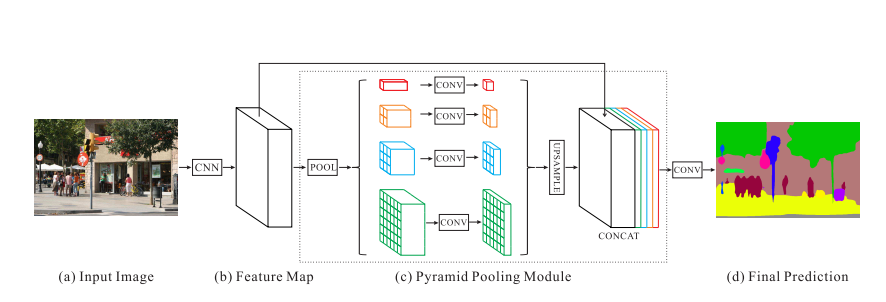 CNN
POOL
CONV
CONV
CONV
CONV
UPSAMPLE
CONCAT
CONV
(a) Input Image
(b) Feature Map
(c) Pyramid Pooling Module
(d) Final Prediction